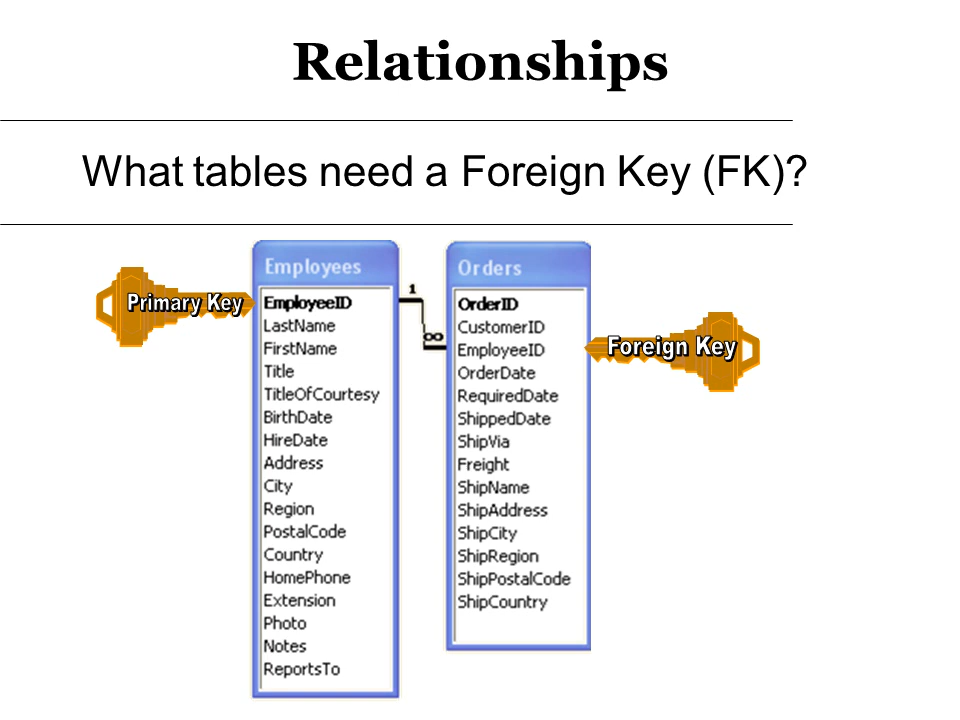 Relationships
What tables need a Foreign Key (FK)?
Primary Key
Employees
EmployeeID
LastName
FirstName
Title
TitleOfCourtesy
BirthDate
HireDate
Address
City
Region
PostalCode
Country
HomePhone
Extension
Photo
Notes
ReportsTo
1
∞
Orders
OrderID
CustomerID
EmployeeID
OrderDate
RequiredDate
ShippedDate
ShipVia
Freight
ShipName
ShipAddress
ShipCity
ShipRegion
ShipPostalCode
ShipCountry
Foreign Key